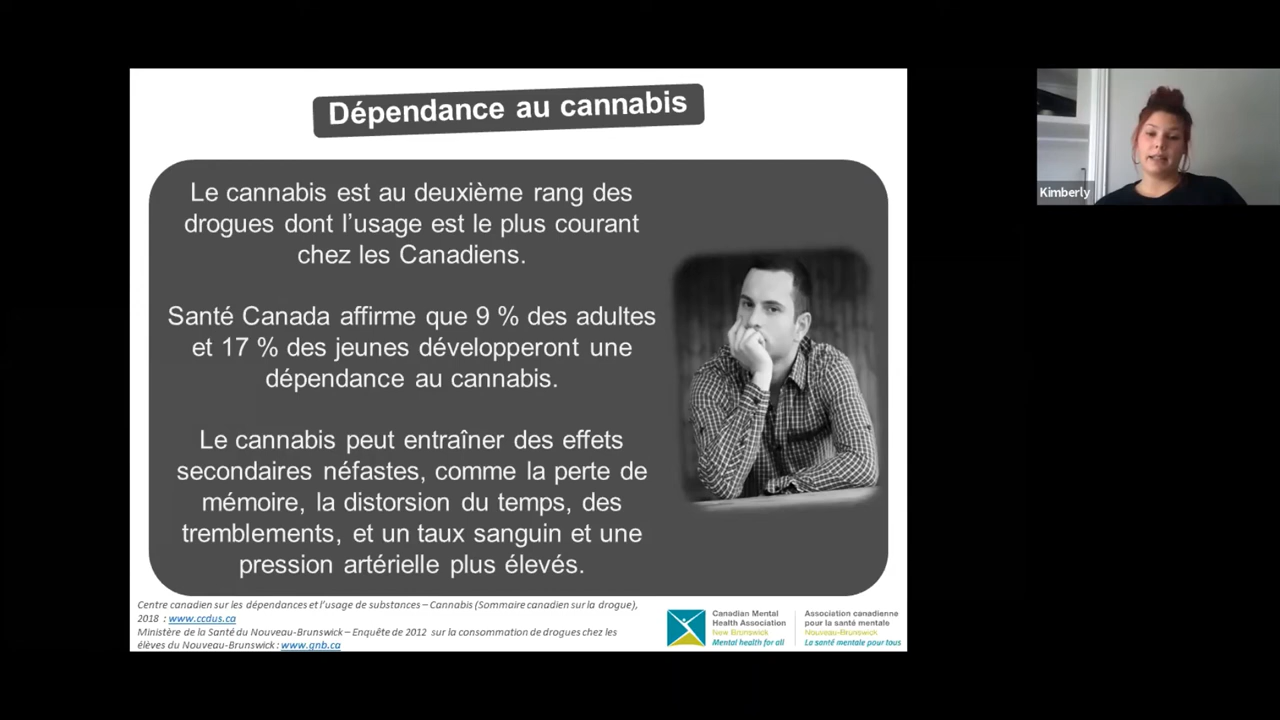 Dépendance au cannabis
Le cannabis est au deuxième rang des
drogues dont l'usage est le plus courant
chez les Canadiens.
Santé Canada affirme que 9 % des adultes
et 17 % des jeunes développeront une
dépendance au cannabis.
Le cannabis peut entraîner des effets
secondaires néfastes, comme la perte de
mémoire, la distorsion du temps, des
tremblements, et un taux sanguin et une
pression artérielle plus élevés.
Centre canadien sur les dépendances et l'usage de substances – Cannabis (Sommaire canadien sur la drogue),
2018 : www.ccdus.ca
Ministère de la Santé du Nouveau-Brunswick – Enquête de 2012 sur la consommation de drogues chez les
élèves du Nouveau-Brunswick : www.gnb.ca
Canadian Mental
Health Association
New Brunswick
Mental health for all
Association canadienne
pour la santé mentale
Nouveau-Brunswick
La santé mentale pour tous
Kimberly